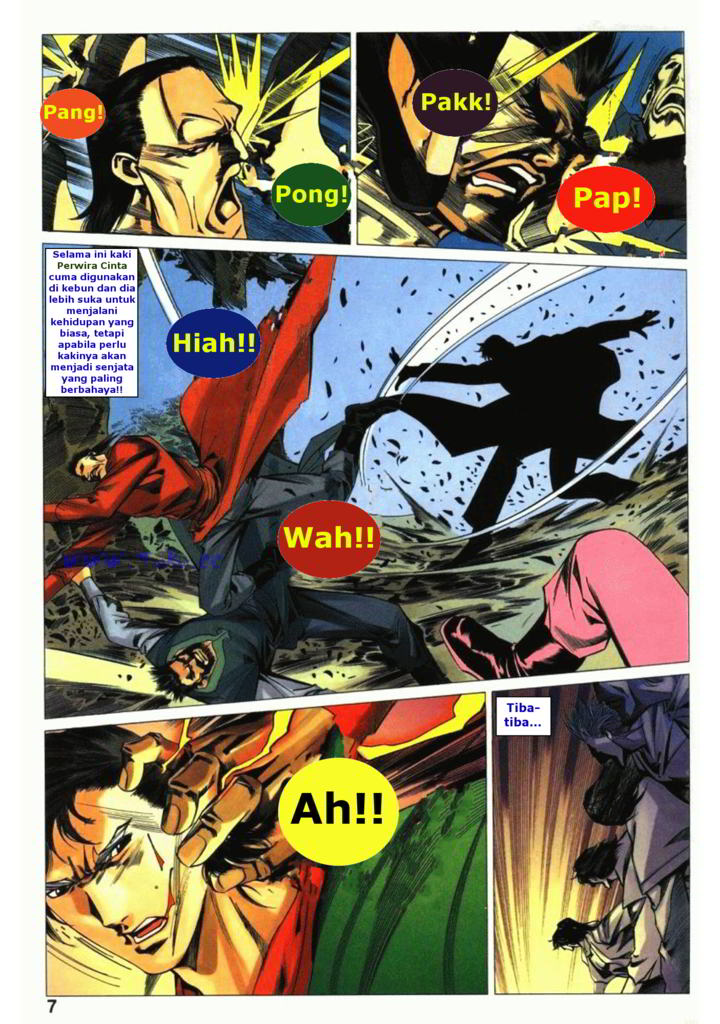 Pang!
Pong!
Pakk!
Pap!
Selama ini kaki
Perwira Cinta
cuma digunakan
di kebun dan dia
lebih suka untuk
menjalani
kehidupan yang
biasa, tetapi
apabila perlu
kakinya akan
menjadi senjata
yang paling
berbahaya!!
Hiah!!
Wah!!
Ah!!
Tiba-
tiba...
7